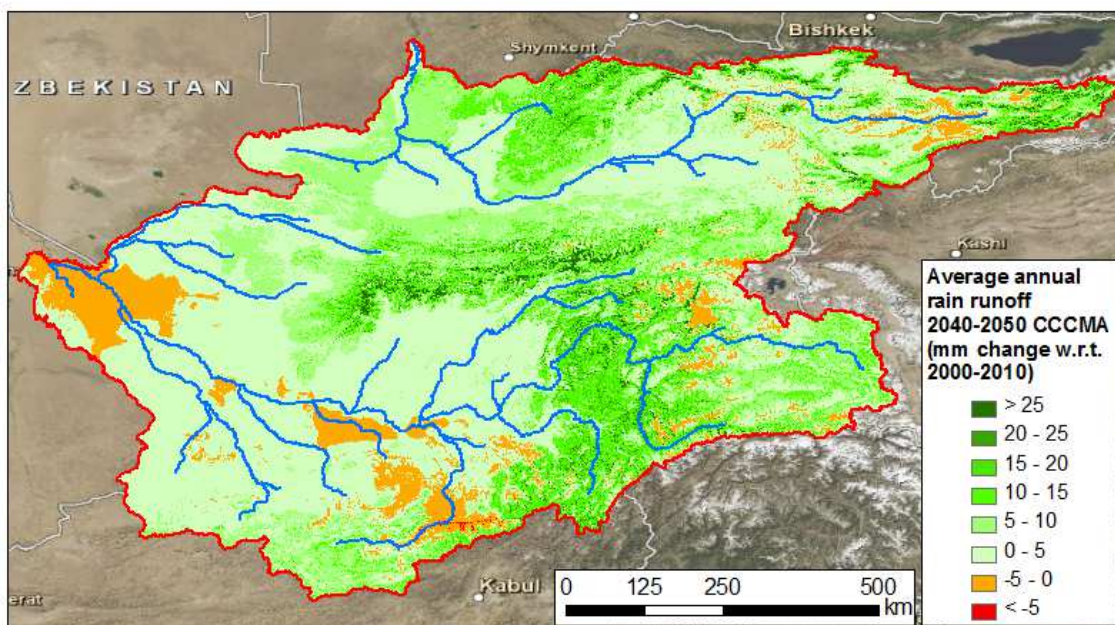 Bishkek
Shymkent
ZBEKISTAN
Kashi
Average annual
rain runoff
2040-2050 CCCMA
(mm change w.r.t.
2000-2010)
> 25
20 - 25
15 - 20
10 - 15
5 - 10
0 - 5
-5 - 0
< -5
Kabul
erat
0 125 250 500
km